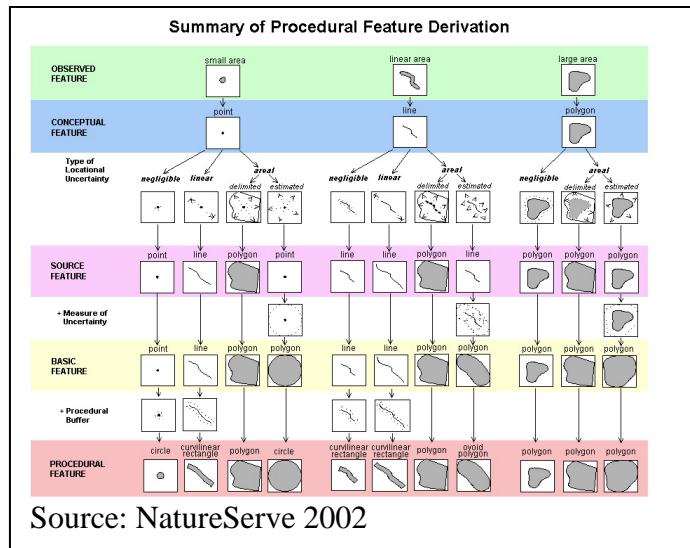 Summary of Procedural Feature Derivation
OBSERVED
FEATURE
small area
linear area
large area
CONCEPTUAL
FEATURE
point
line
polygon
Type of
Locational
Uncertainty
negligible linear areal
delimited estimated
negligible linear areal
delimited estimated
negligible areal
delimited estimated
SOURCE
FEATURE
point line polygon point
line line polygon line
polygon polygon polygon
+ Measure of
Uncertainty
BASIC
FEATURE
point line polygon polygon
line line polygon polygon
polygon polygon polygon
+ Procedural
Buffer
PROCEDURAL
FEATURE
circle curvilinear rectangle polygon circle
curvilinear rectangle curvilinear rectangle polygon ovoid polygon
polygon polygon polygon
Source: NatureServe 2002